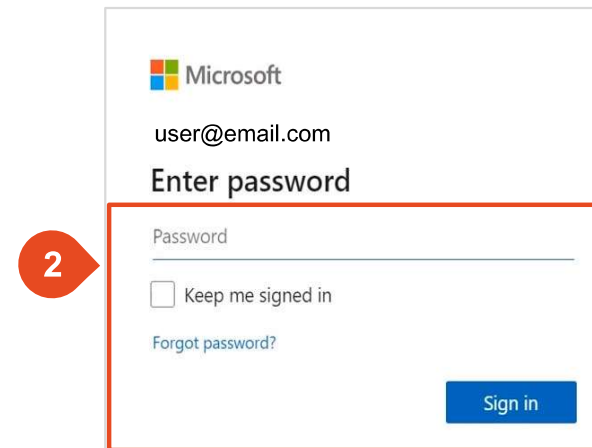 Microsoft
user@email.com
Enter password
Password
2
Keep me signed in
Forgot password?
Sign in